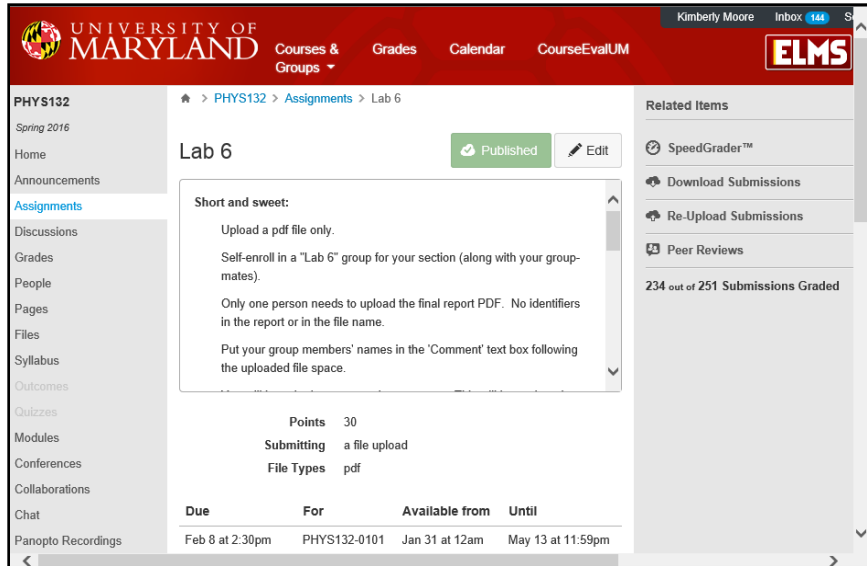 Kimberly Moore Inbox 144
UNIVERSITY OF
MARYLAND
Courses &
Groups
Grades
Calendar
CourseEvalUM
ELMS
PHYS132
Spring 2016
Home
Announcements
Assignments
Discussions
Grades
People
Pages
Files
Syllabus
Outcomes
Quizzes
Modules
Conferences
Collaborations
Chat
Panopto Recordings
> PHYS132 > Assignments > Lab 6
Lab 6
Published
Edit
Short and sweet:
Upload a pdf file only.
Self-enroll in a "Lab 6" group for your section (along with your group-
mates).
Only one person needs to upload the final report PDF. No identifiers
in the report or in the file name.
Put your group members' names in the 'Comment' text box following
the uploaded file space.
Points 30
Submitting a file upload
File Types pdf
Due For Available from Until
Feb 8 at 2:30pm PHYS132-0101 Jan 31 at 12am May 13 at 11:59pm
Related Items
SpeedGrader™
Download Submissions
Re-Upload Submissions
Peer Reviews
234 out of 251 Submissions Graded